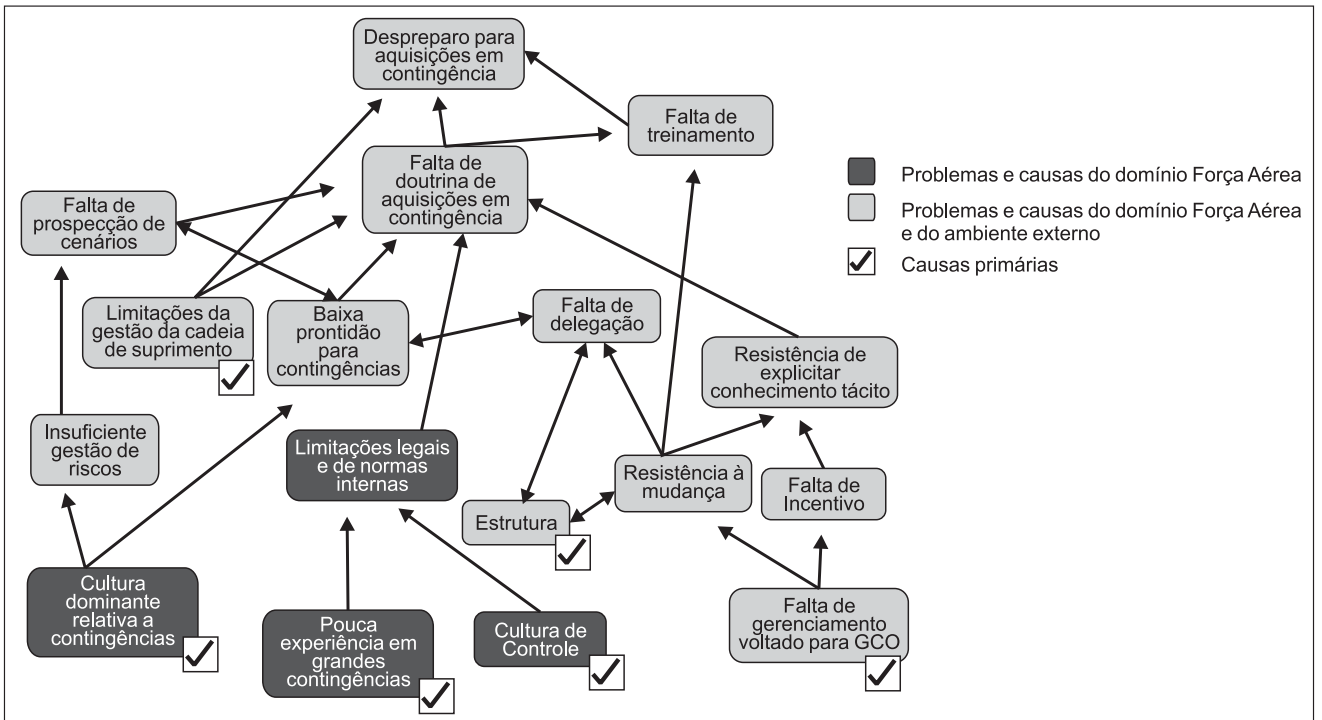 Despreparo para
aquisições em
contingência
Falta de
treinamento
Falta de
doutrina de
aquisições em
contingência
Falta de
prospecção de
cenários
Limitações da
gestão da cadeia
de suprimento
Baixa
prontidão
para
contingências
Falta de
delegação
Resistência de
explicitar
conhecimento tácito
Insuficiente
gestão de
riscos
Limitações legais
e de normas
internas
Resistência à
mudança
Falta de
Incentivo
Estrutura
Cultura
dominante
relativa a
contingências
Pouca
experiência em
grandes
contingências
Cultura de
Controle
Falta de
gerenciamento
voltado para GCO
Problemas e causas do domínio Força Aérea
Problemas e causas do domínio Força Aérea
e do ambiente externo
Causas primárias